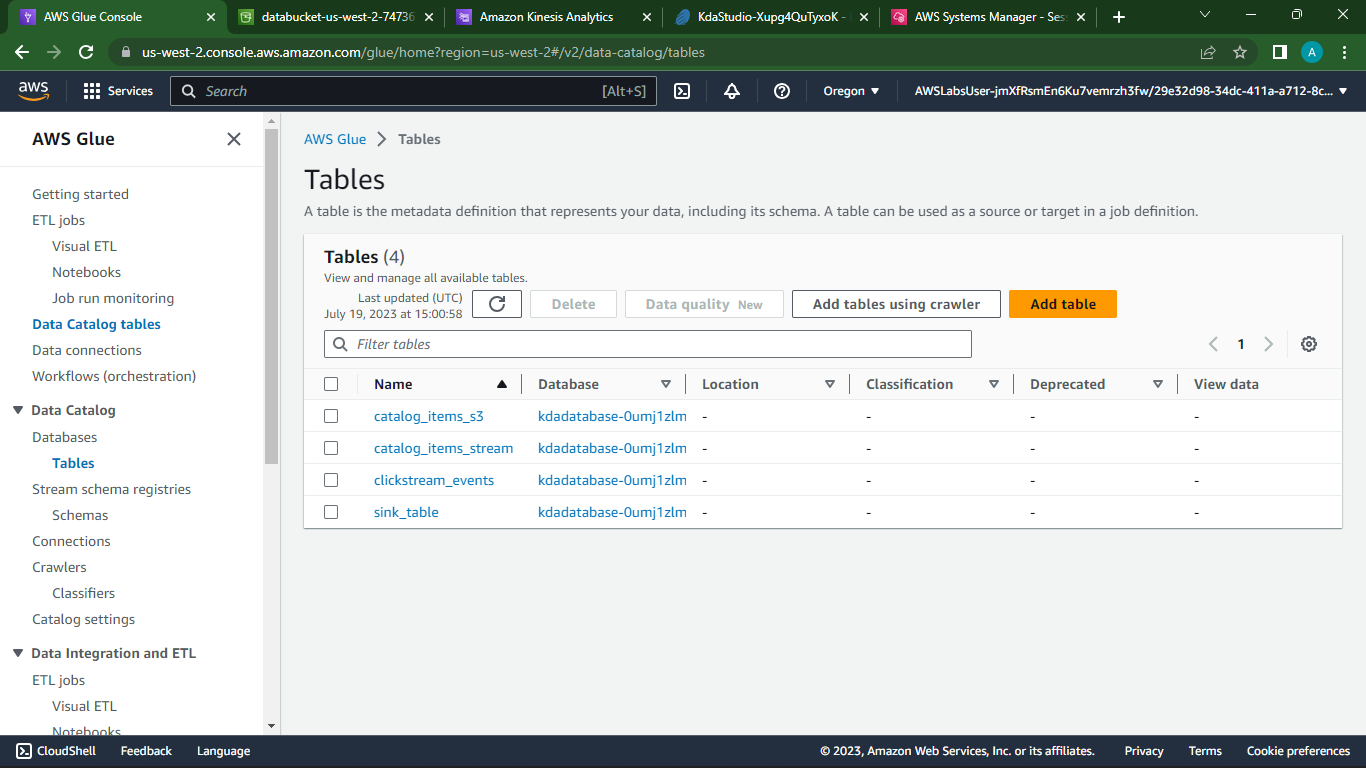 AWS Glue Console
databucket-us-west-2-74736
Amazon Kinesis Analytics
KdaStudio-Xupg4QuTyxoK -
AWS Systems Manager - Ses
us-west-2.console.aws.amazon.com/glue/home?region=us-west-2#/v2/data-catalog/tables
A
aws
Services
Search
[Alt+S]
Oregon
AWSLabsUser-jmXfRsmEn6Ku7vemrzh3fw/29e32d98-34dc-411a-a712-8c...
AWS Glue
Getting started
ETL jobs
Visual ETL
Notebooks
Job run monitoring
Data Catalog tables
Data connections
Workflows (orchestration)
Data Catalog
Databases
Tables
Stream schema registries
Schemas
Connections
Crawlers
Classifiers
Catalog settings
Data Integration and ETL
ETL jobs
Visual ETL
Notebooks
AWS Glue > Tables
Tables
A table is the metadata definition that represents your data, including its schema. A table can be used as a source or target in a job definition.
Tables (4)
View and manage all available tables.
Last updated (UTC)
July 19, 2023 at 15:00:58
Delete
Data quality New
Add tables using crawler
Add table
Filter tables
1
Name Database Location Classification Deprecated View data
catalog_items_s3 kdadatabase-0umj1zlm - - - -
catalog_items_stream kdadatabase-0umj1zlm - - - -
clickstream_events kdadatabase-0umj1zlm - - - -
sink_table kdadatabase-0umj1zlm - - - -
CloudShell Feedback Language © 2023, Amazon Web Services, Inc. or its affiliates. Privacy Terms Cookie preferences